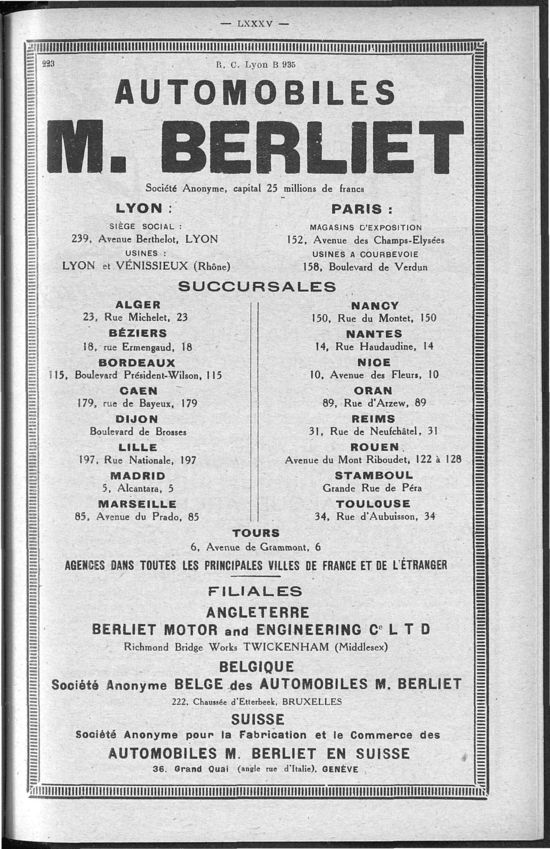 — LXXXV —
223
R. C. Lyon B 935
AUTOMOBILES
M. BERLIET
Société Anonyme, capital 25 millions de francs
LYON :
SIÈGE SOCIAL :
239, Avenue Berthelot, LYON
USINES :
LYON et VÉNISSIEUX (Rhône)
PARIS :
MAGASINS D'EXPOSITION
152, Avenue des Champs-Elysées
USINES A COURBEVOIE
158, Boulevard de Verdun
SUCCURSALES
ALGER
23, Rue Michelet, 23
BÉZIERS
18, rue Ermengaud, 18
BORDEAUX
115, Boulevard Président-Wilson, 115
CAEN
179, rue de Bayeux, 179
DIJON
Boulevard de Brosses
LILLE
197, Rue Nationale, 197
MADRID
5, Alcantara, 5
MARSEILLE
85, Avenue du Prado, 85
NANCY
150, Rue du Montet, 150
NANTES
14, Rue Haudaudine, 14
NICE
10, Avenue des Fleurs, 10
ORAN
89, Rue d'Arzew, 89
REIMS
31, Rue de Neufchâtel, 31
ROUEN
Avenue du Mont Riboudet, 122 à 128
STAMBOUL
Grande Rue de Péra
TOULOUSE
34, Rue d'Aubuisson, 34
TOURS
6, Avenue de Grammont, 6
AGENCES DANS TOUTES LES PRINCIPALES VILLES DE FRANCE ET DE L'ÉTRANGER
FILIALES
ANGLETERRE
BERLIET MOTOR and ENGINEERING Cº L T D
Richmond Bridge Works TWICKENHAM (Middlesex)
BELGIQUE
Société Anonyme BELGE des AUTOMOBILES M. BERLIET
222, Chaussée d'Etterbeek, BRUXELLES
SUISSE
Société Anonyme pour la Fabrication et le Commerce des
AUTOMOBILES M. BERLIET EN SUISSE
36, Grand Quai (angle rue d'Italie), GENÈVE